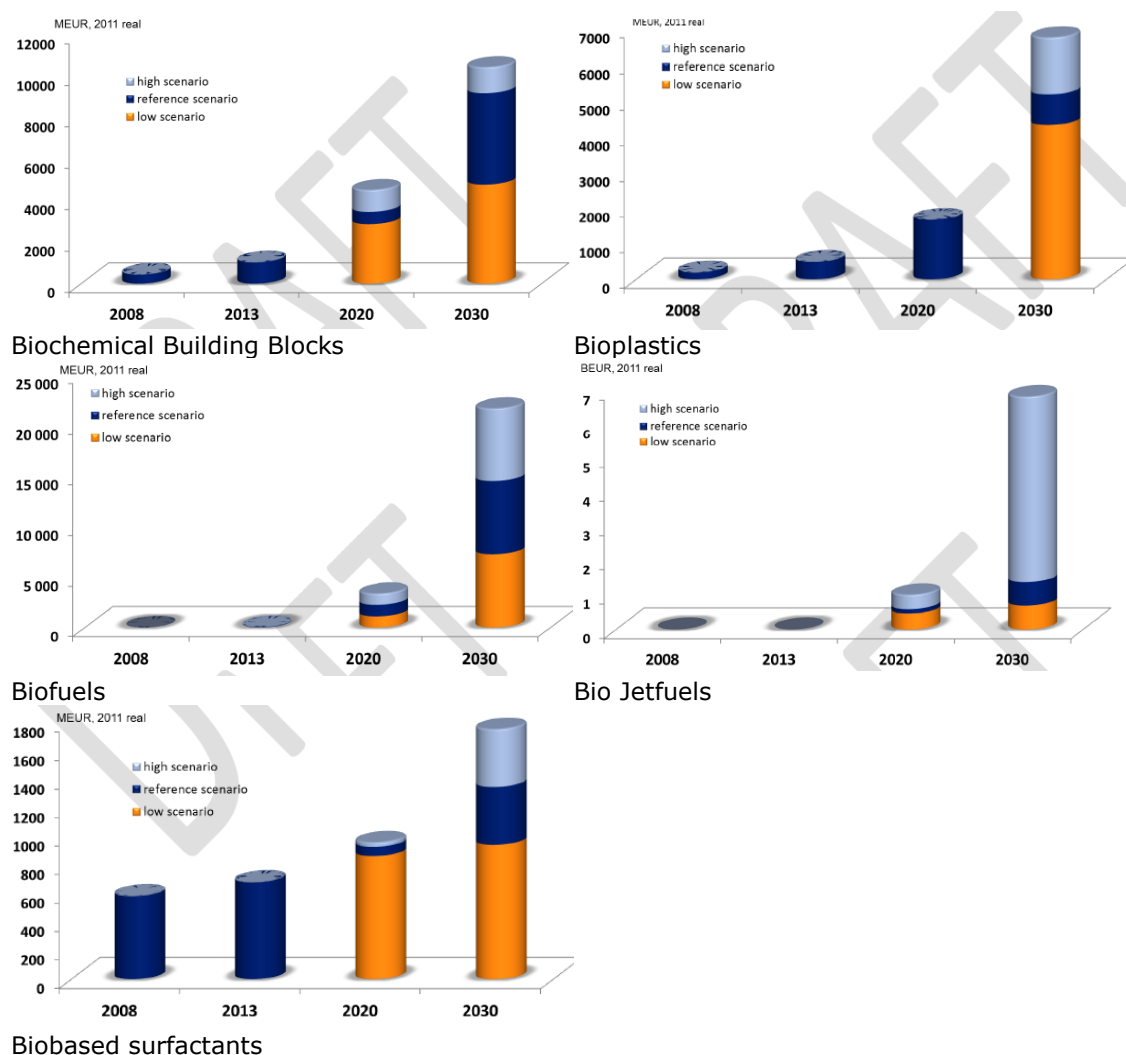 MEUR, 2011 real
12000
10000
8000
6000
4000
2000
0
high scenario
reference scenario
low scenario
2008 2013 2020 2030
Biochemical Building Blocks
MEUR, 2011 real
7000
6000
5000
4000
3000
2000
1000
0
high scenario
reference scenario
low scenario
2008 2013 2020 2030
Bioplastics
MEUR, 2011 real
25 000
20 000
15 000
10 000
5 000
0
high scenario
reference scenario
low scenario
2008 2013 2020 2030
Biofuels
BEUR, 2011 real
7
6
5
4
3
2
1
0
high scenario
reference scenario
low scenario
2008 2013 2020 2030
Bio Jetfuels
MEUR, 2011 real
1800
1600
1400
1200
1000
800
600
400
200
0
high scenario
reference scenario
low scenario
2008 2013 2020 2030
Biobased surfactants